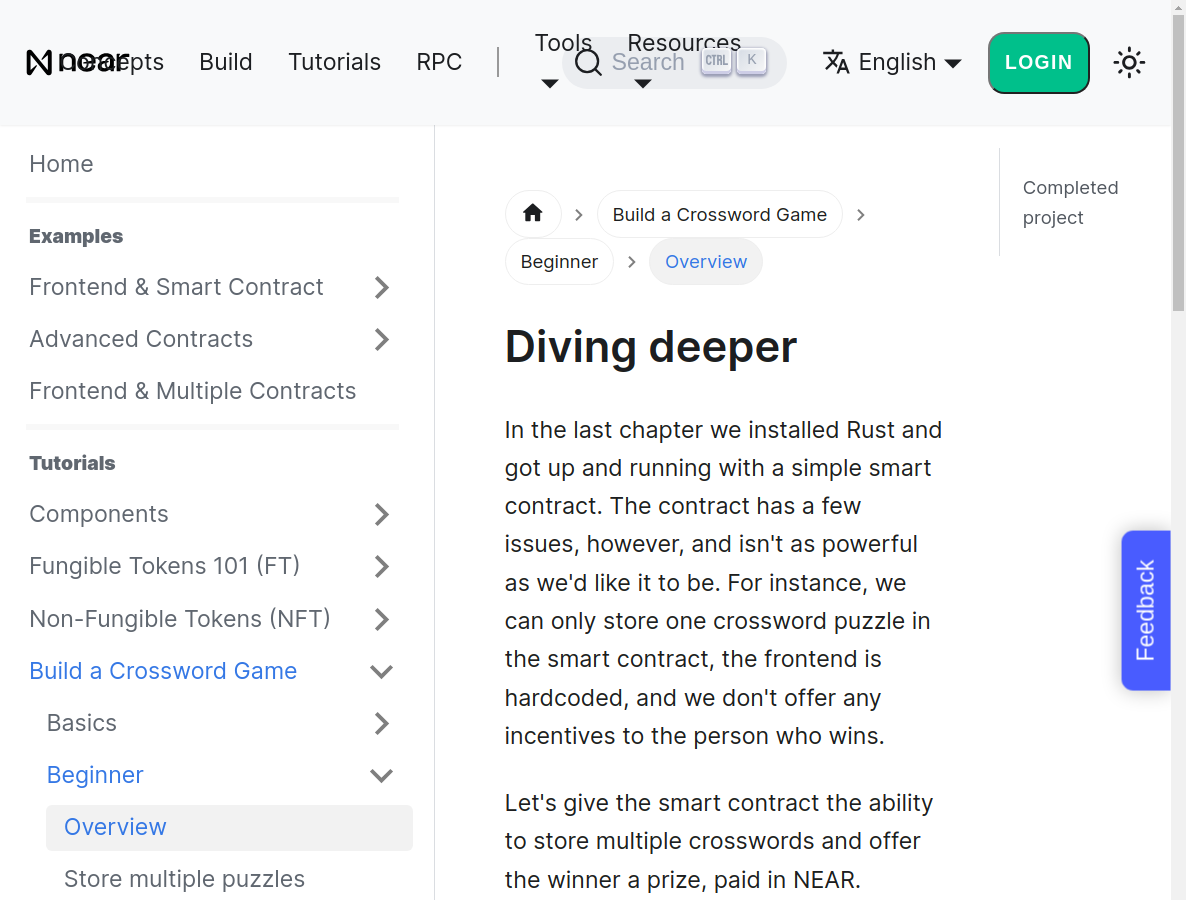 near
Concepts
Build
Tutorials
RPC
Tools
Resources
Search
CTRL
K
English
LOGIN
Home
Examples
Frontend & Smart Contract
Advanced Contracts
Frontend & Multiple Contracts
Tutorials
Components
Fungible Tokens 101 (FT)
Non-Fungible Tokens (NFT)
Build a Crossword Game
Basics
Beginner
Overview
Store multiple puzzles
Build a Crossword Game
Beginner
Overview
Diving deeper
In the last chapter we installed Rust and
got up and running with a simple smart
contract. The contract has a few
issues, however, and isn't as powerful
as we'd like it to be. For instance, we
can only store one crossword puzzle in
the smart contract, the frontend is
hardcoded, and we don't offer any
incentives to the person who wins.
Let's give the smart contract the ability
to store multiple crosswords and offer
the winner a prize, paid in NEAR.
Completed
project
Feedback